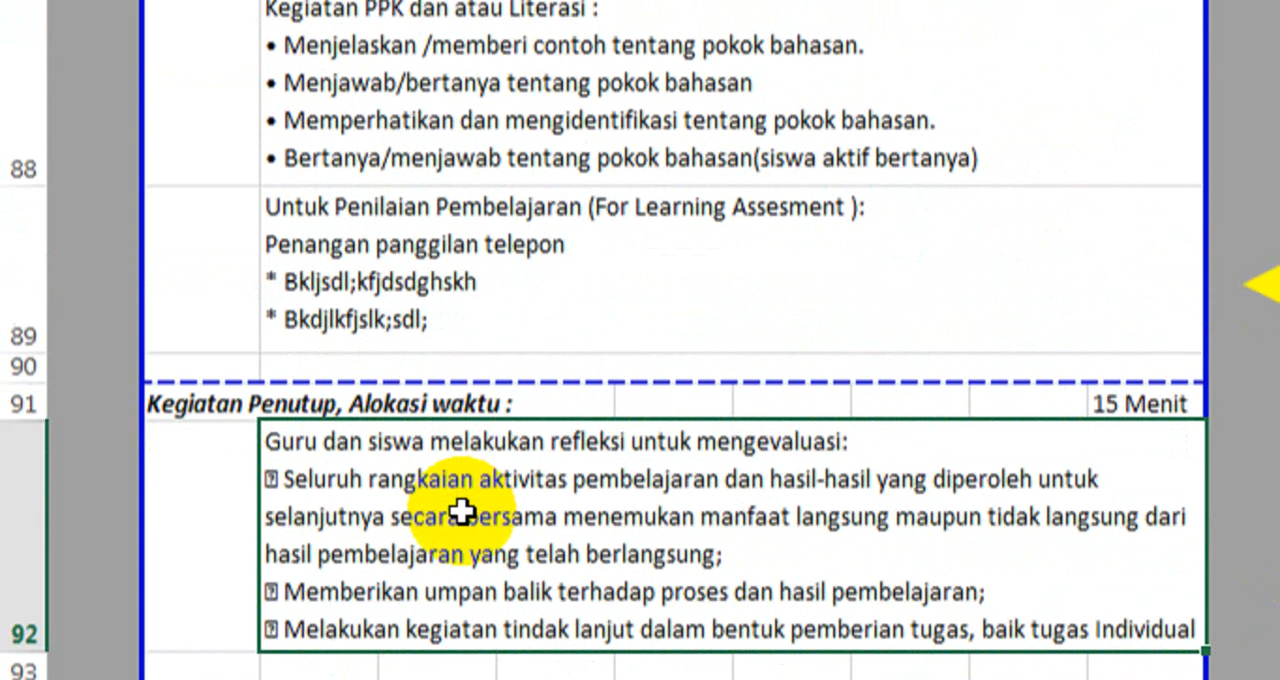 Kegiatan PPK dan atau Literasi :
• Menjelaskan /memberi contoh tentang pokok bahasan.
• Menjawab/bertanya tentang pokok bahasan
• Memperhatikan dan mengidentifikasi tentang pokok bahasan.
88
• Bertanya/menjawab tentang pokok bahasan(siswa aktif bertanya)
Untuk Penilaian Pembelajaran (For Learning Assesment ):
Penangan panggilan telepon
* Bkljsdl;kfjdsdghskh
* Bkdjlkfjslk;sdl;
89
90
91 Kegiatan Penutup, Alokasi waktu : 15 Menit
Guru dan siswa melakukan refleksi untuk mengevaluasi:
Seluruh rangkaian aktivitas pembelajaran dan hasil-hasil yang diperoleh untuk
selanjutnya secara bersama menemukan manfaat langsung maupun tidak langsung dari
hasil pembelajaran yang telah berlangsung;
Memberikan umpan balik terhadap proses dan hasil pembelajaran;
92 Melakukan kegiatan tindak lanjut dalam bentuk pemberian tugas, baik tugas Individual
93